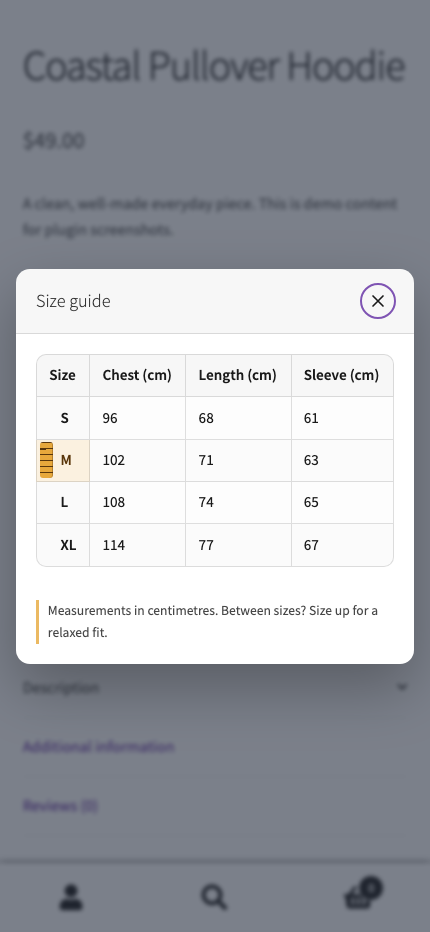 Coastal Pullover Hoodie
$49.00
A clean, well-made everyday piece. This is demo content
for plugin screenshots.
Size guide
Size Chest (cm) Length (cm) Sleeve (cm)
S 96 68 61
M 102 71 63
L 108 74 65
XL 114 77 67
Measurements in centimetres. Between sizes? Size up for a
relaxed fit.
Description
Additional information
Reviews (0)
0